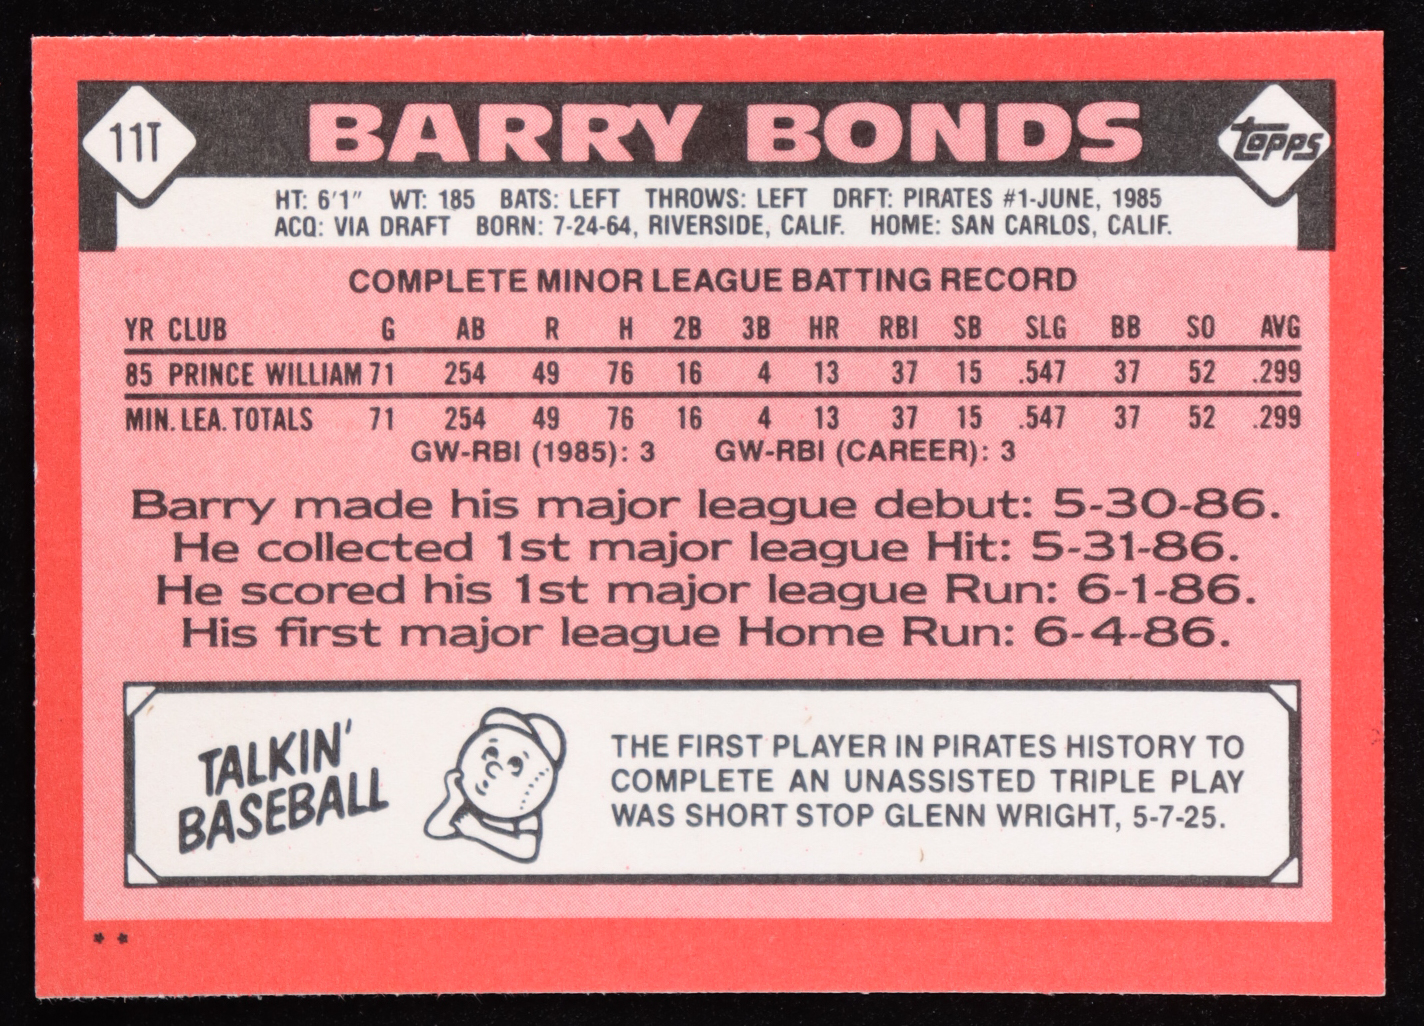 11T
BARRY BONDS
topps
HT: 6'1" WT: 185 BATS: LEFT THROWS: LEFT DRFT: PIRATES #1-JUNE, 1985
ACQ: VIA DRAFT BORN: 7-24-64, RIVERSIDE, CALIF. HOME: SAN CARLOS, CALIF.
COMPLETE MINOR LEAGUE BATTING RECORD
YR CLUB G AB R H 2B 3B HR RBI SB SLG BB SO AVG
85 PRINCE WILLIAM 71 254 49 76 16 4 13 37 15 .547 37 52 .299
MIN. LEA. TOTALS 71 254 49 76 16 4 13 37 15 .547 37 52 .299
GW-RBI (1985): 3 GW-RBI (CAREER): 3
Barry made his major league debut: 5-30-86.
He collected 1st major league Hit: 5-31-86.
He scored his 1st major league Run: 6-1-86.
His first major league Home Run: 6-4-86.
TALKIN'
BASEBALL
THE FIRST PLAYER IN PIRATES HISTORY TO
COMPLETE AN UNASSISTED TRIPLE PLAY
WAS SHORT STOP GLENN WRIGHT, 5-7-25.
**